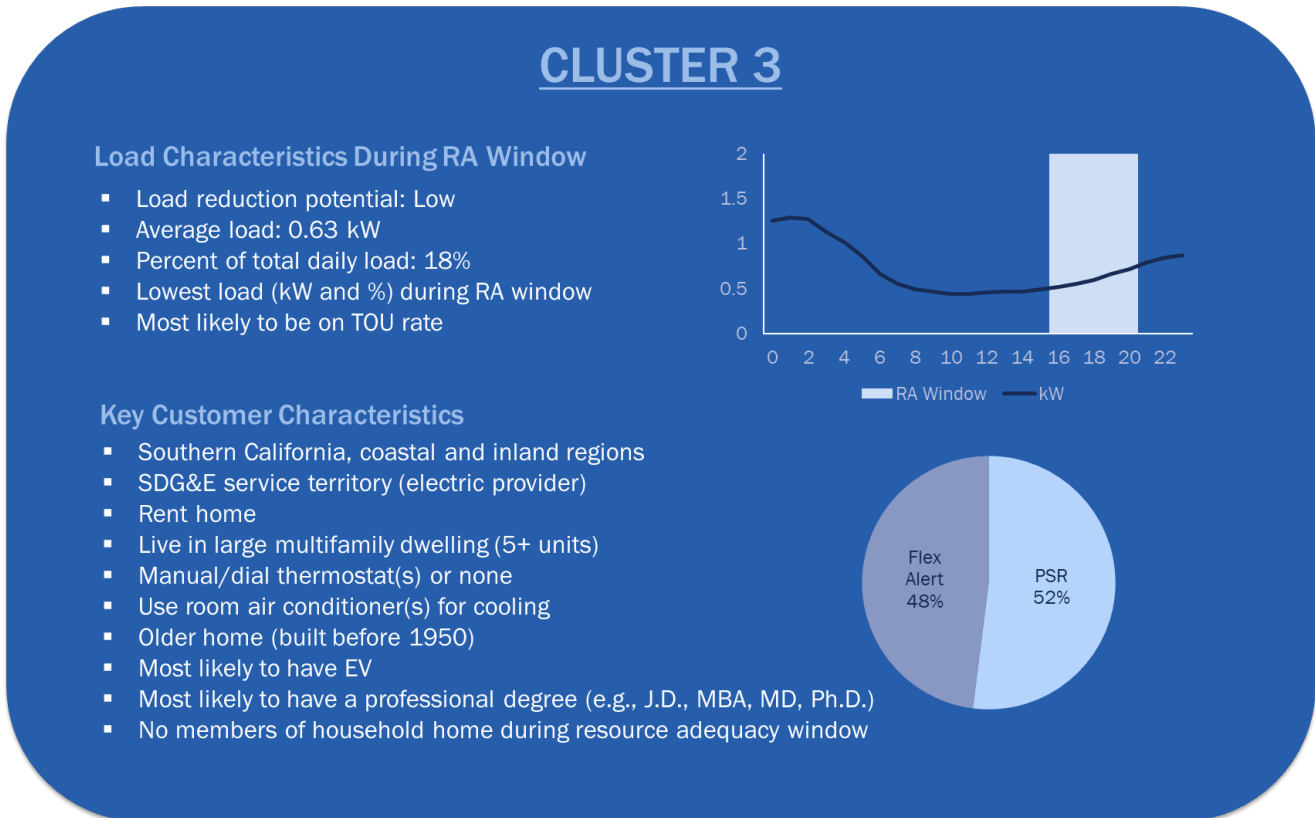 CLUSTER 3
Load Characteristics During RA Window
▪ Load reduction potential: Low
▪ Average load: 0.63 kW
▪ Percent of total daily load: 18%
▪ Lowest load (kW and %) during RA window
▪ Most likely to be on TOU rate
2
1.5
1
0.5
0
0 2 4 6 8 10 12 14 16 18 20 22
RA Window kW
Key Customer Characteristics
▪ Southern California, coastal and inland regions
▪ SDG&E service territory (electric provider)
▪ Rent home
▪ Live in large multifamily dwelling (5+ units)
▪ Manual/dial thermostat(s) or none
▪ Use room air conditioner(s) for cooling
▪ Older home (built before 1950)
▪ Most likely to have EV
▪ Most likely to have a professional degree (e.g., J.D., MBA, MD, Ph.D.)
▪ No members of household home during resource adequacy window
Flex
Alert
48%
PSR
52%